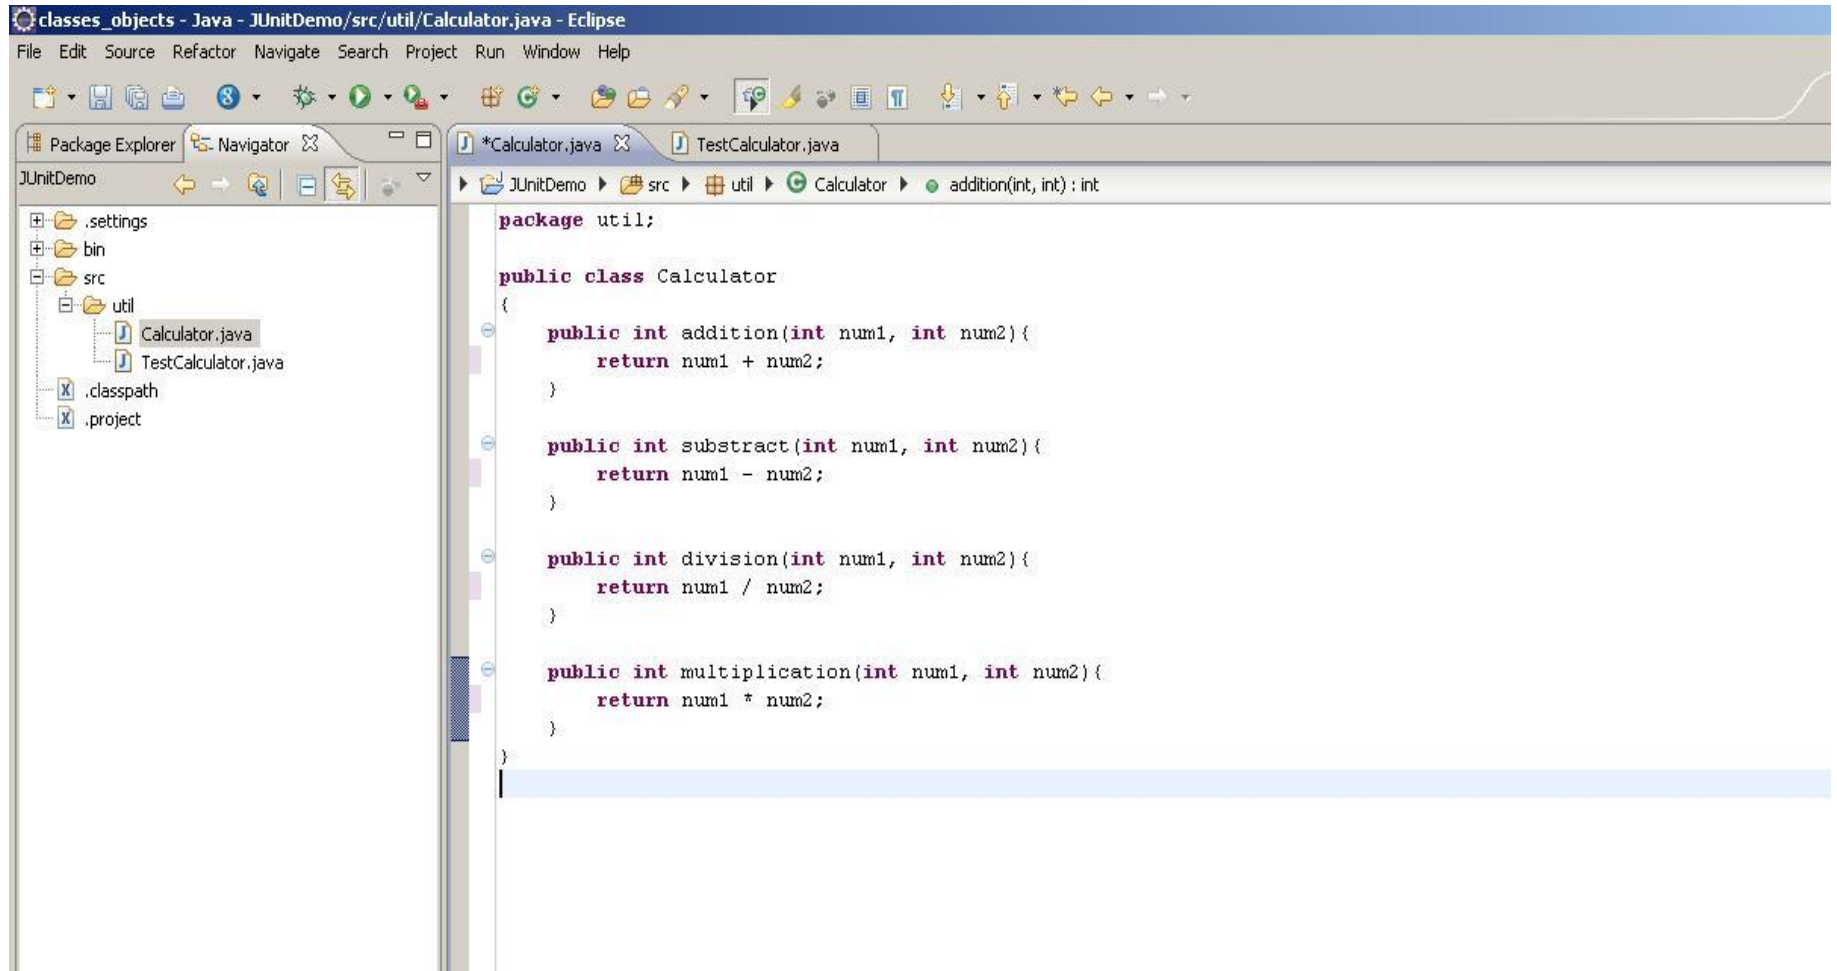 classes_objects - Java - JUnitDemo/src/util/Calculator.java - Eclipse
File Edit Source Refactor Navigate Search Project Run Window Help
Package Explorer Navigator
*Calculator.java TestCalculator.java
JUnitDemo
JUnitDemo src util Calculator addition(int, int) : int
.settings
bin
src
util
Calculator.java
TestCalculator.java
.classpath
.project
package util;
public class Calculator
{
public int addition(int num1, int num2){
return num1 + num2;
}
public int substract(int num1, int num2){
return num1 - num2;
}
public int division(int num1, int num2){
return num1 / num2;
}
public int multiplication(int num1, int num2){
return num1 * num2;
}
}